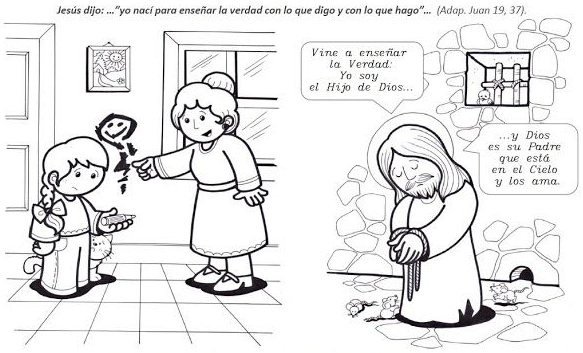 Jesús dijo: ..."yo nací para enseñar la verdad con lo que digo y con lo que hago"... (Adap. Juan 19, 37).
Vine a enseñar
la Verdad:
Yo soy
el Hijo de Dios...
...y Dios
es su Padre
que está
en el Cielo
y los ama.